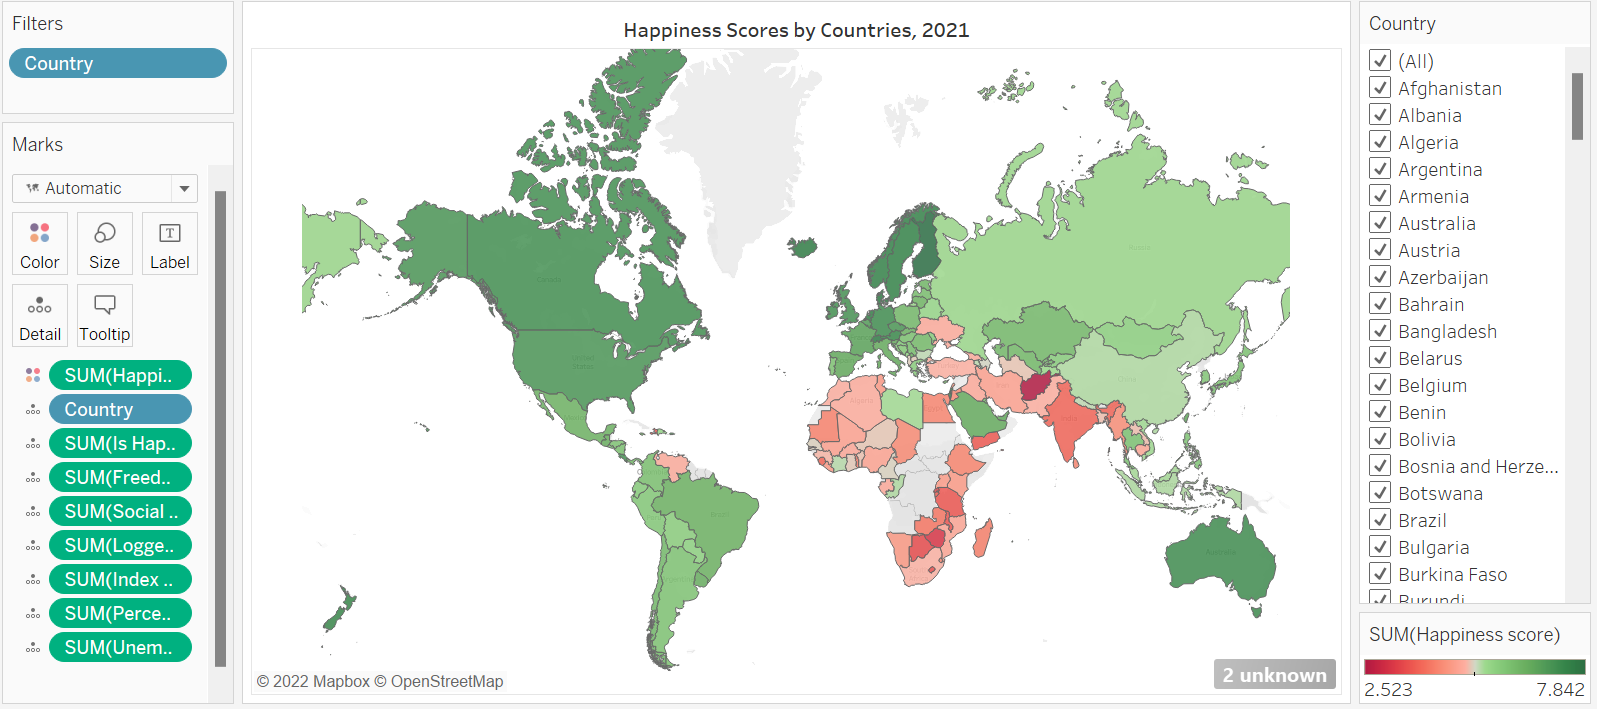 Filters
Country
Marks
Automatic
Color
Size
Label
Detail
Tooltip
SUM(Happi..
Country
SUM(Is Hap..
SUM(Freed..
SUM(Social ..
SUM(Logge..
SUM(Index ..
SUM(Perce..
SUM(Unem..
Happiness Scores by Countries, 2021
© 2022 Mapbox © OpenStreetMap
2 unknown
Country
(All)
Afghanistan
Albania
Algeria
Argentina
Armenia
Australia
Austria
Azerbaijan
Bahrain
Bangladesh
Belarus
Belgium
Benin
Bolivia
Bosnia and Herze...
Botswana
Brazil
Bulgaria
Burkina Faso
Burundi
SUM(Happiness score)
2.523 7.842